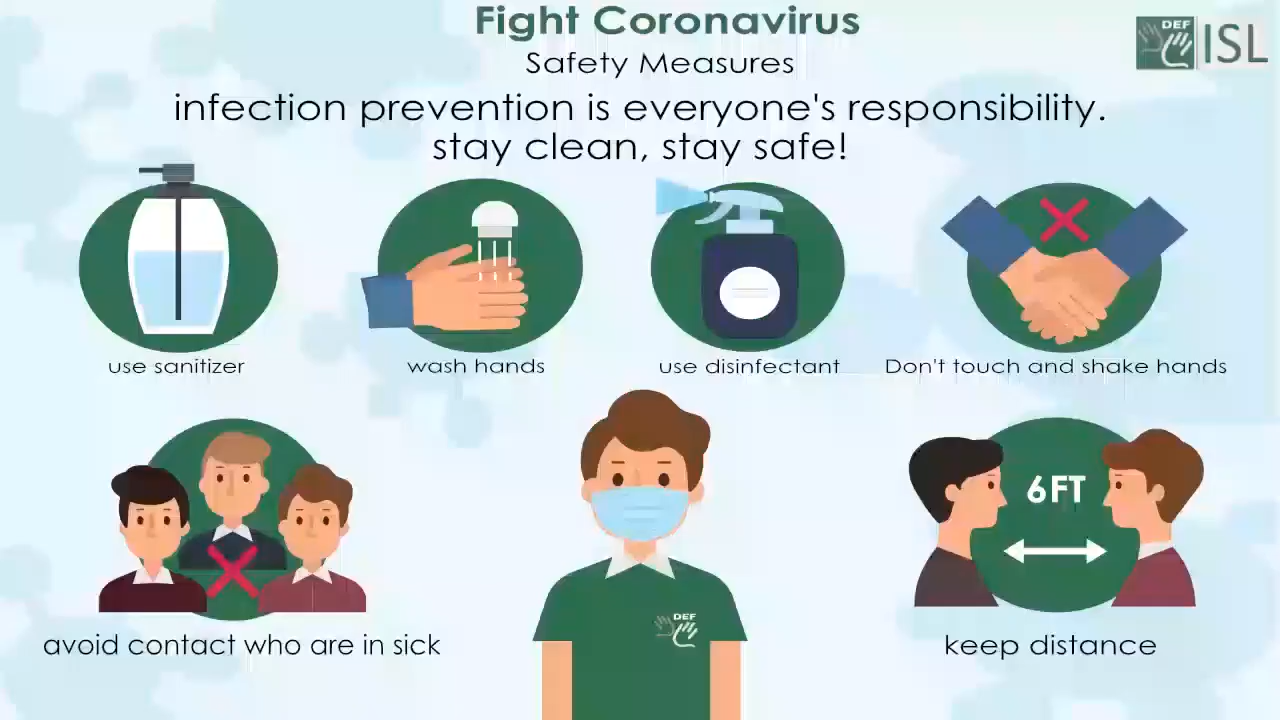 Fight Coronavirus
DEF
ISL
Safety Measures
infection prevention is everyone's responsibility.
stay clean, stay safe!
use sanitizer
wash hands
use disinfectant
Don't touch and shake hands
6FT
DEF
avoid contact who are in sick
keep distance